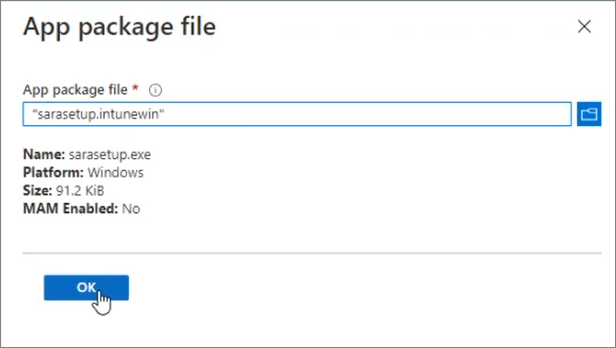 App package file
App package file *
"sarasetup.intunewin"
Name: sarasetup.exe
Platform: Windows
Size: 91.2 KiB
MAM Enabled: No
OK